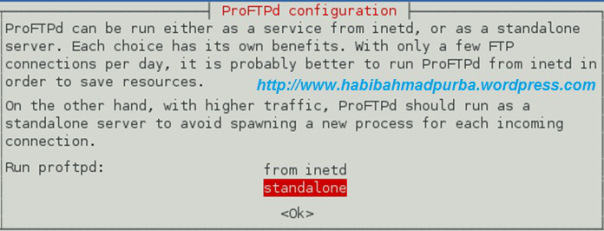 ProFTPd configuration
ProFTPd can be run either as a service from inetd, or as a standalone
server. Each choice has its own benefits. With only a few FTP
connections per day, it is probably better to run ProFTPd from inetd in
order to save resources.
http://www.habibahmadpurba.wordpress.com
On the other hand, with higher traffic, ProFTPd should run as a
standalone server to avoid spawning a new process for each incoming
connection.
Run proftpd:
from inetd
standalone
<Ok>